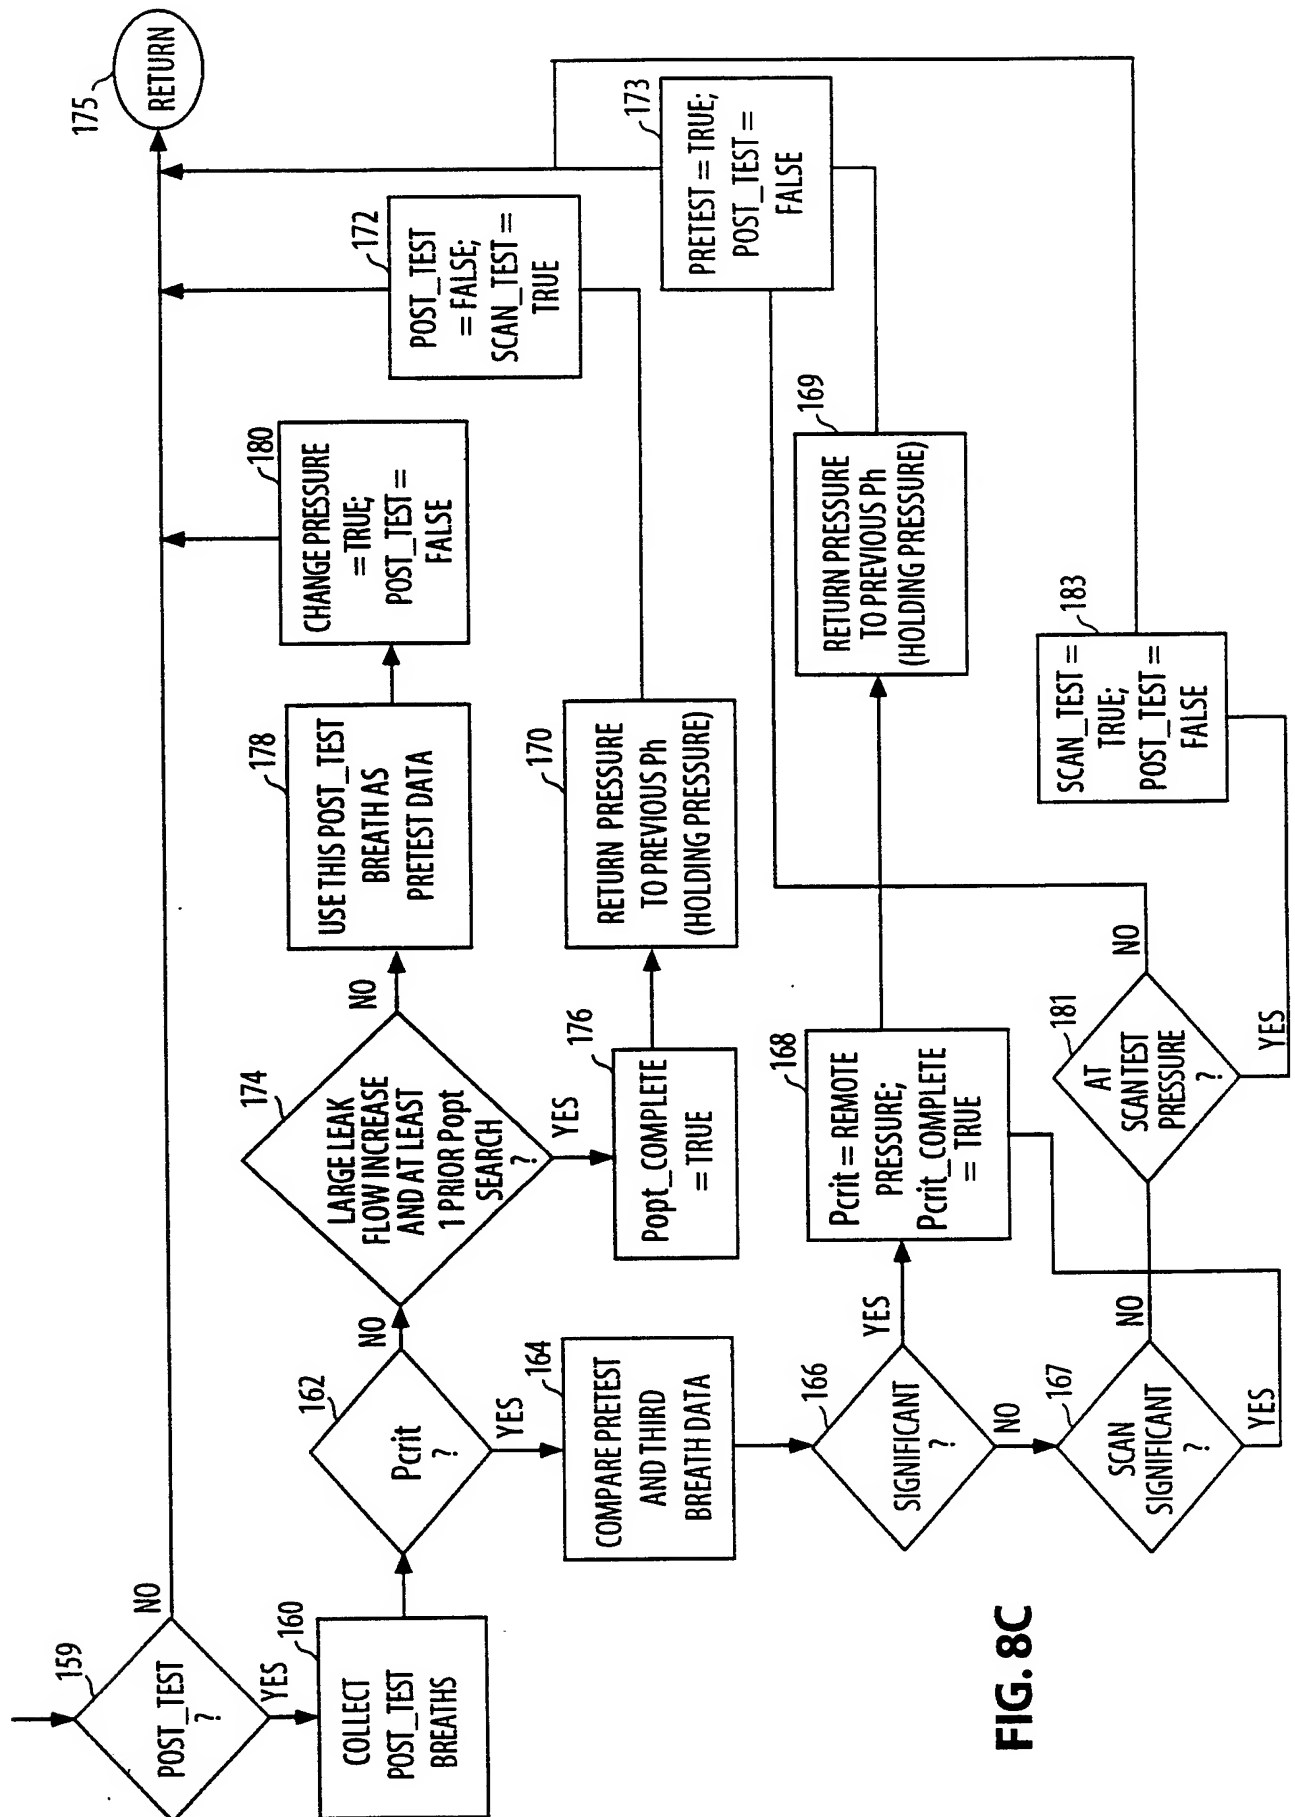 159
POST_TEST
?
NO
YES
160
COLLECT
POST_TEST
BREATHS
162
Pcrit
?
NO
YES
174
LARGE LEAK
FLOW INCREASE
AND AT LEAST
1 PRIOR Popt
SEARCH
?
NO
YES
178
USE THIS POST_TEST
BREATH AS
PRETEST DATA
180
CHANGE PRESSURE
= TRUE;
POST_TEST =
FALSE
175
RETURN
176
Popt_COMPLETE
= TRUE
170
RETURN PRESSURE
TO PREVIOUS Ph
(HOLDING PRESSURE)
172
POST_TEST
= FALSE;
SCAN_TEST =
TRUE
164
COMPARE PRETEST
AND THIRD
BREATH DATA
166
SIGNIFICANT
?
YES
NO
168
Pcrit = REMOTE
PRESSURE;
Pcrit_COMPLETE
= TRUE
169
RETURN PRESSURE
TO PREVIOUS Ph
(HOLDING PRESSURE)
173
PRETEST = TRUE;
POST_TEST =
FALSE
167
SCAN
SIGNIFICANT
?
NO
YES
181
AT
SCAN TEST
PRESSURE
?
NO
YES
183
SCAN_TEST =
TRUE;
POST_TEST =
FALSE
FIG. 8C